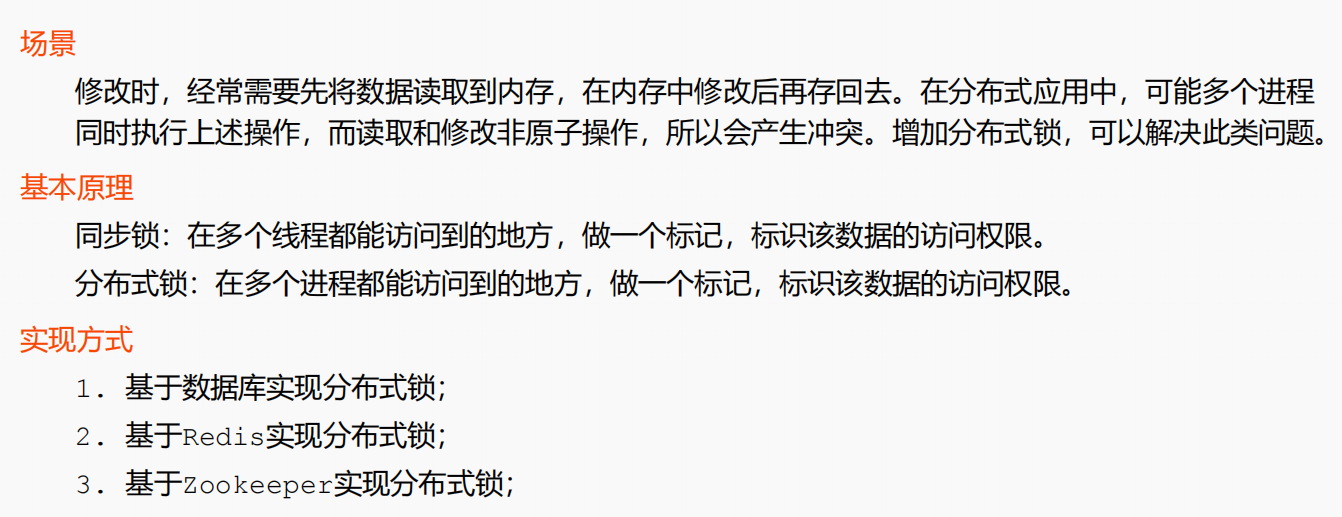 场景
修改时，经常需要先将数据读取到内存，在内存中修改后再存回去。在分布式应用中，可能多个进程
同时执行上述操作，而读取和修改非原子操作，所以会产生冲突。增加分布式锁，可以解决此类问题。
基本原理
同步锁：在多个线程都能访问到的地方，做一个标记，标识该数据的访问权限。
分布式锁：在多个进程都能访问到的地方，做一个标记，标识该数据的访问权限。
实现方式
1. 基于数据库实现分布式锁；
2. 基于Redis实现分布式锁；
3. 基于Zookeeper实现分布式锁；